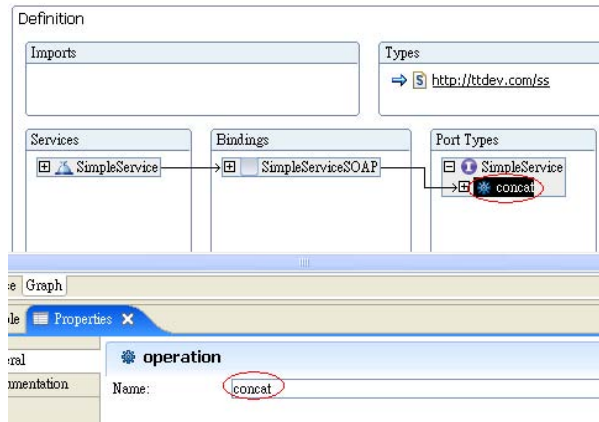 Definition
Imports
Types
http://ttdev.com/ss
Services
Bindings
Port Types
SimpleService
SimpleServiceSOAP
SimpleService
concat
Graph
Properties
operation
Name:
concat